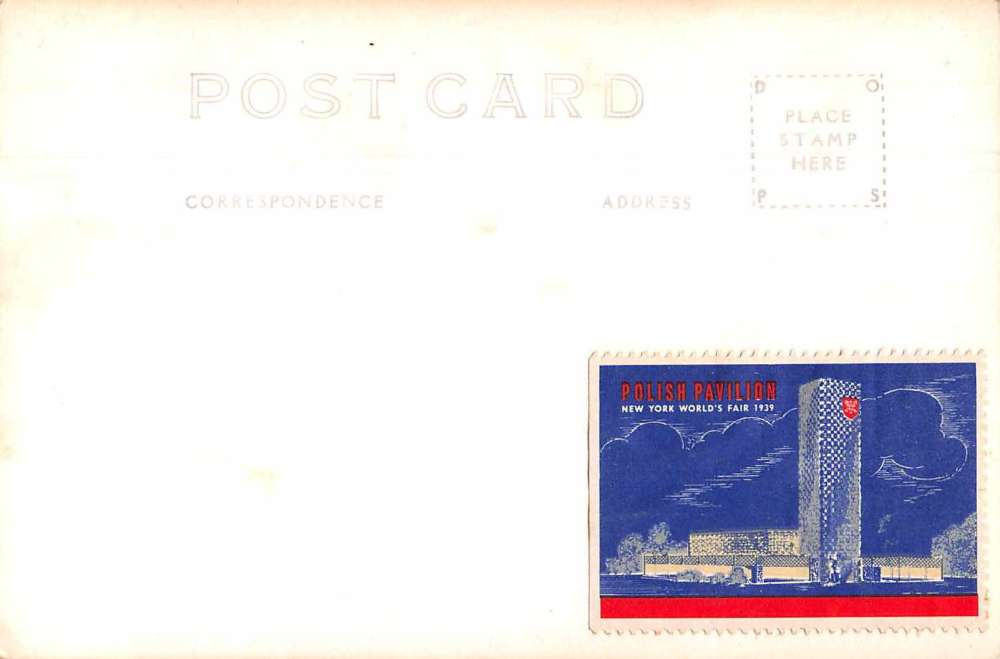 POST CARD
D O
PLACE
STAMP
HERE
P S
CORRESPONDENCE
ADDRESS
POLISH PAVILION
NEW YORK WORLD'S FAIR 1939